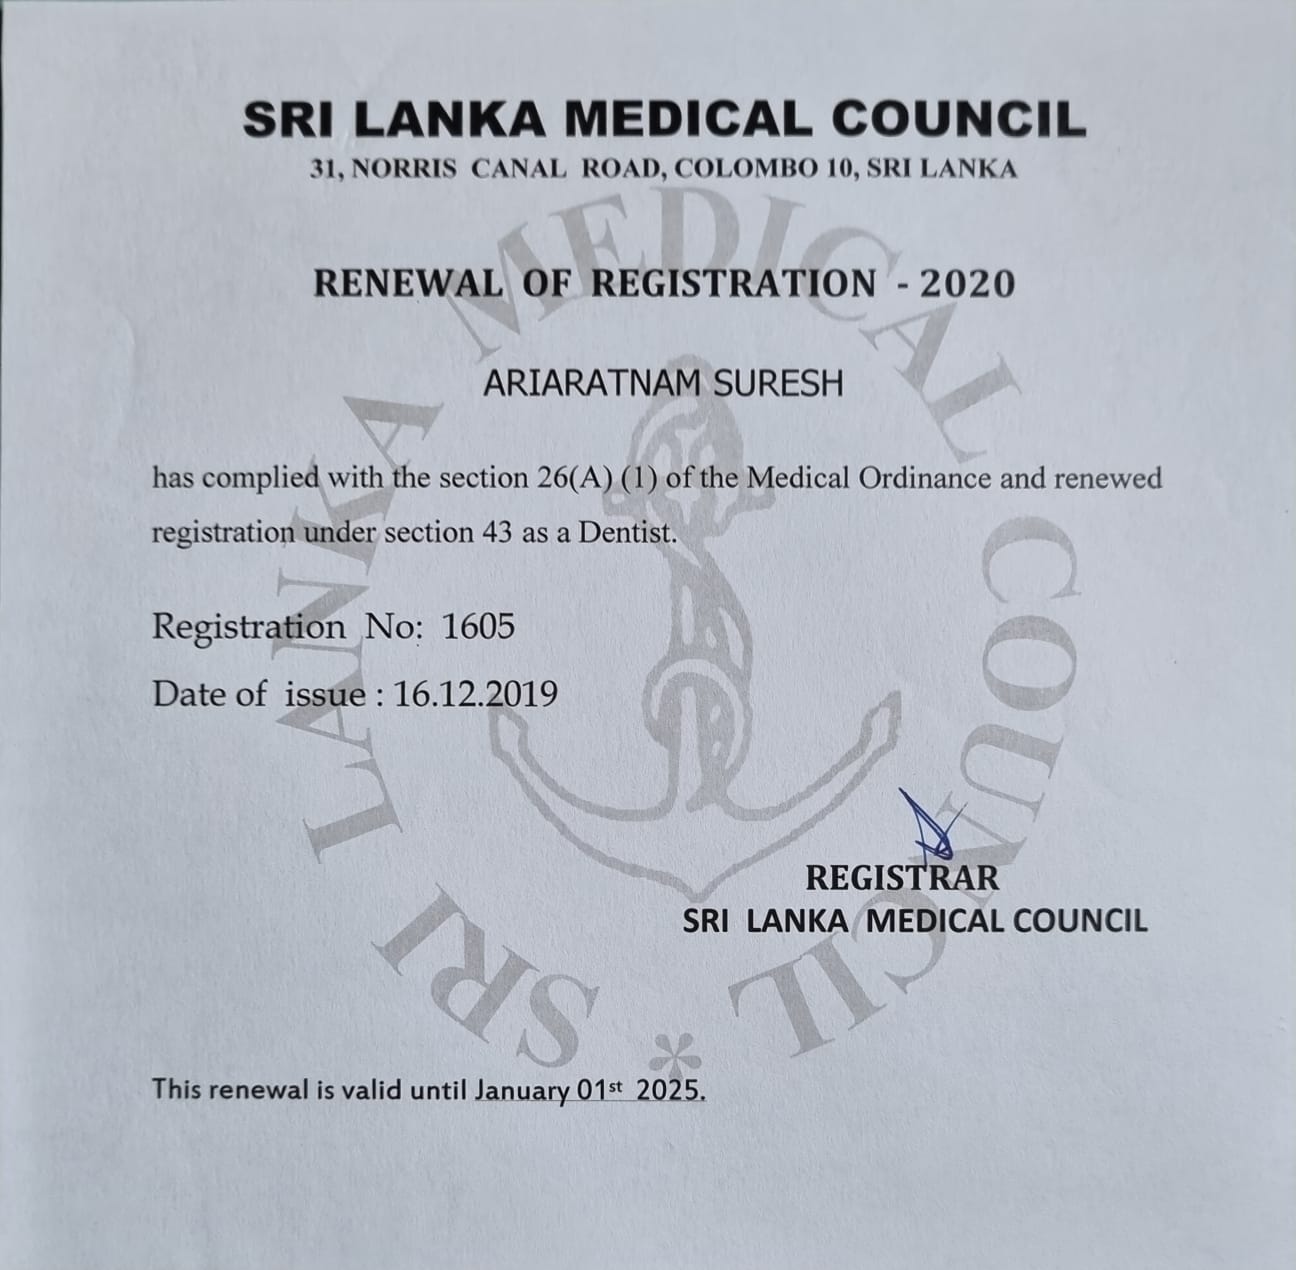 SRI LANKA MEDICAL COUNCIL
31, NORRIS CANAL ROAD, COLOMBO 10, SRI LANKA
RENEWAL OF REGISTRATION - 2020
ARIARATNAM SURESH
has complied with the section 26(A) (1) of the Medical Ordinance and renewed
registration under section 43 as a Dentist.
Registration No: 1605
Date of issue : 16.12.2019
REGISTRAR
SRI LANKA MEDICAL COUNCIL
This renewal is valid until January 01st 2025.
SRI LANKA MEDICAL COUNCIL *